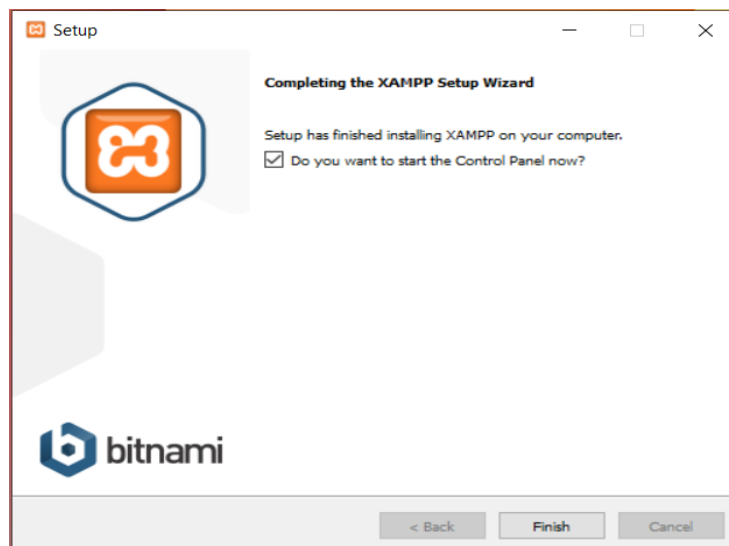 Setup
Completing the XAMPP Setup Wizard
Setup has finished installing XAMPP on your computer.
Do you want to start the Control Panel now?
bitnami
< Back
Finish
Cancel